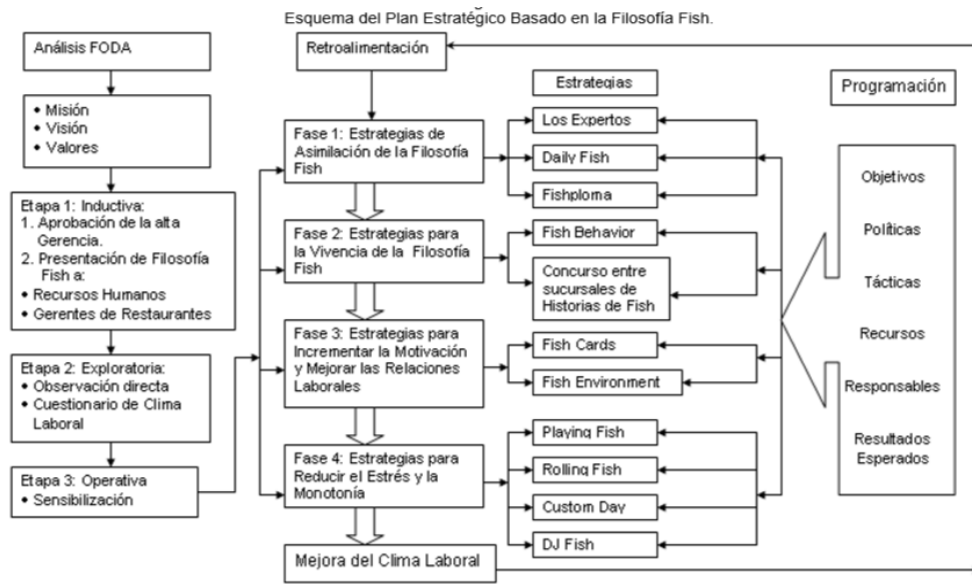 Esquema del Plan Estratégico Basado en la Filosofía Fish.
Análisis FODA
• Misión
• Visión
• Valores
Etapa 1: Inductiva:
1. Aprobación de la alta
Gerencia.
2. Presentación de Filosofía
Fish a:
• Recursos Humanos
• Gerentes de Restaurantes
Etapa 2: Exploratoria:
• Observación directa
• Cuestionario de Clima
Laboral
Etapa 3: Operativa
• Sensibilización
Retroalimentación
Fase 1: Estrategias de
Asimilación de la Filosofía
Fish
Fase 2: Estrategias para
la Vivencia de la Filosofía
Fish
Fase 3: Estrategias para
Incrementar la Motivación
y Mejorar las Relaciones
Laborales
Fase 4: Estrategias para
Reducir el Estrés y la
Monotonía
Mejora del Clima Laboral
Estrategias
Los Expertos
Daily Fish
Fishploma
Fish Behavior
Concurso entre
sucursales de
Historias de Fish
Fish Cards
Fish Environment
Playing Fish
Rolling Fish
Custom Day
DJ Fish
Programación
Objetivos
Políticas
Tácticas
Recursos
Responsables
Resultados
Esperados